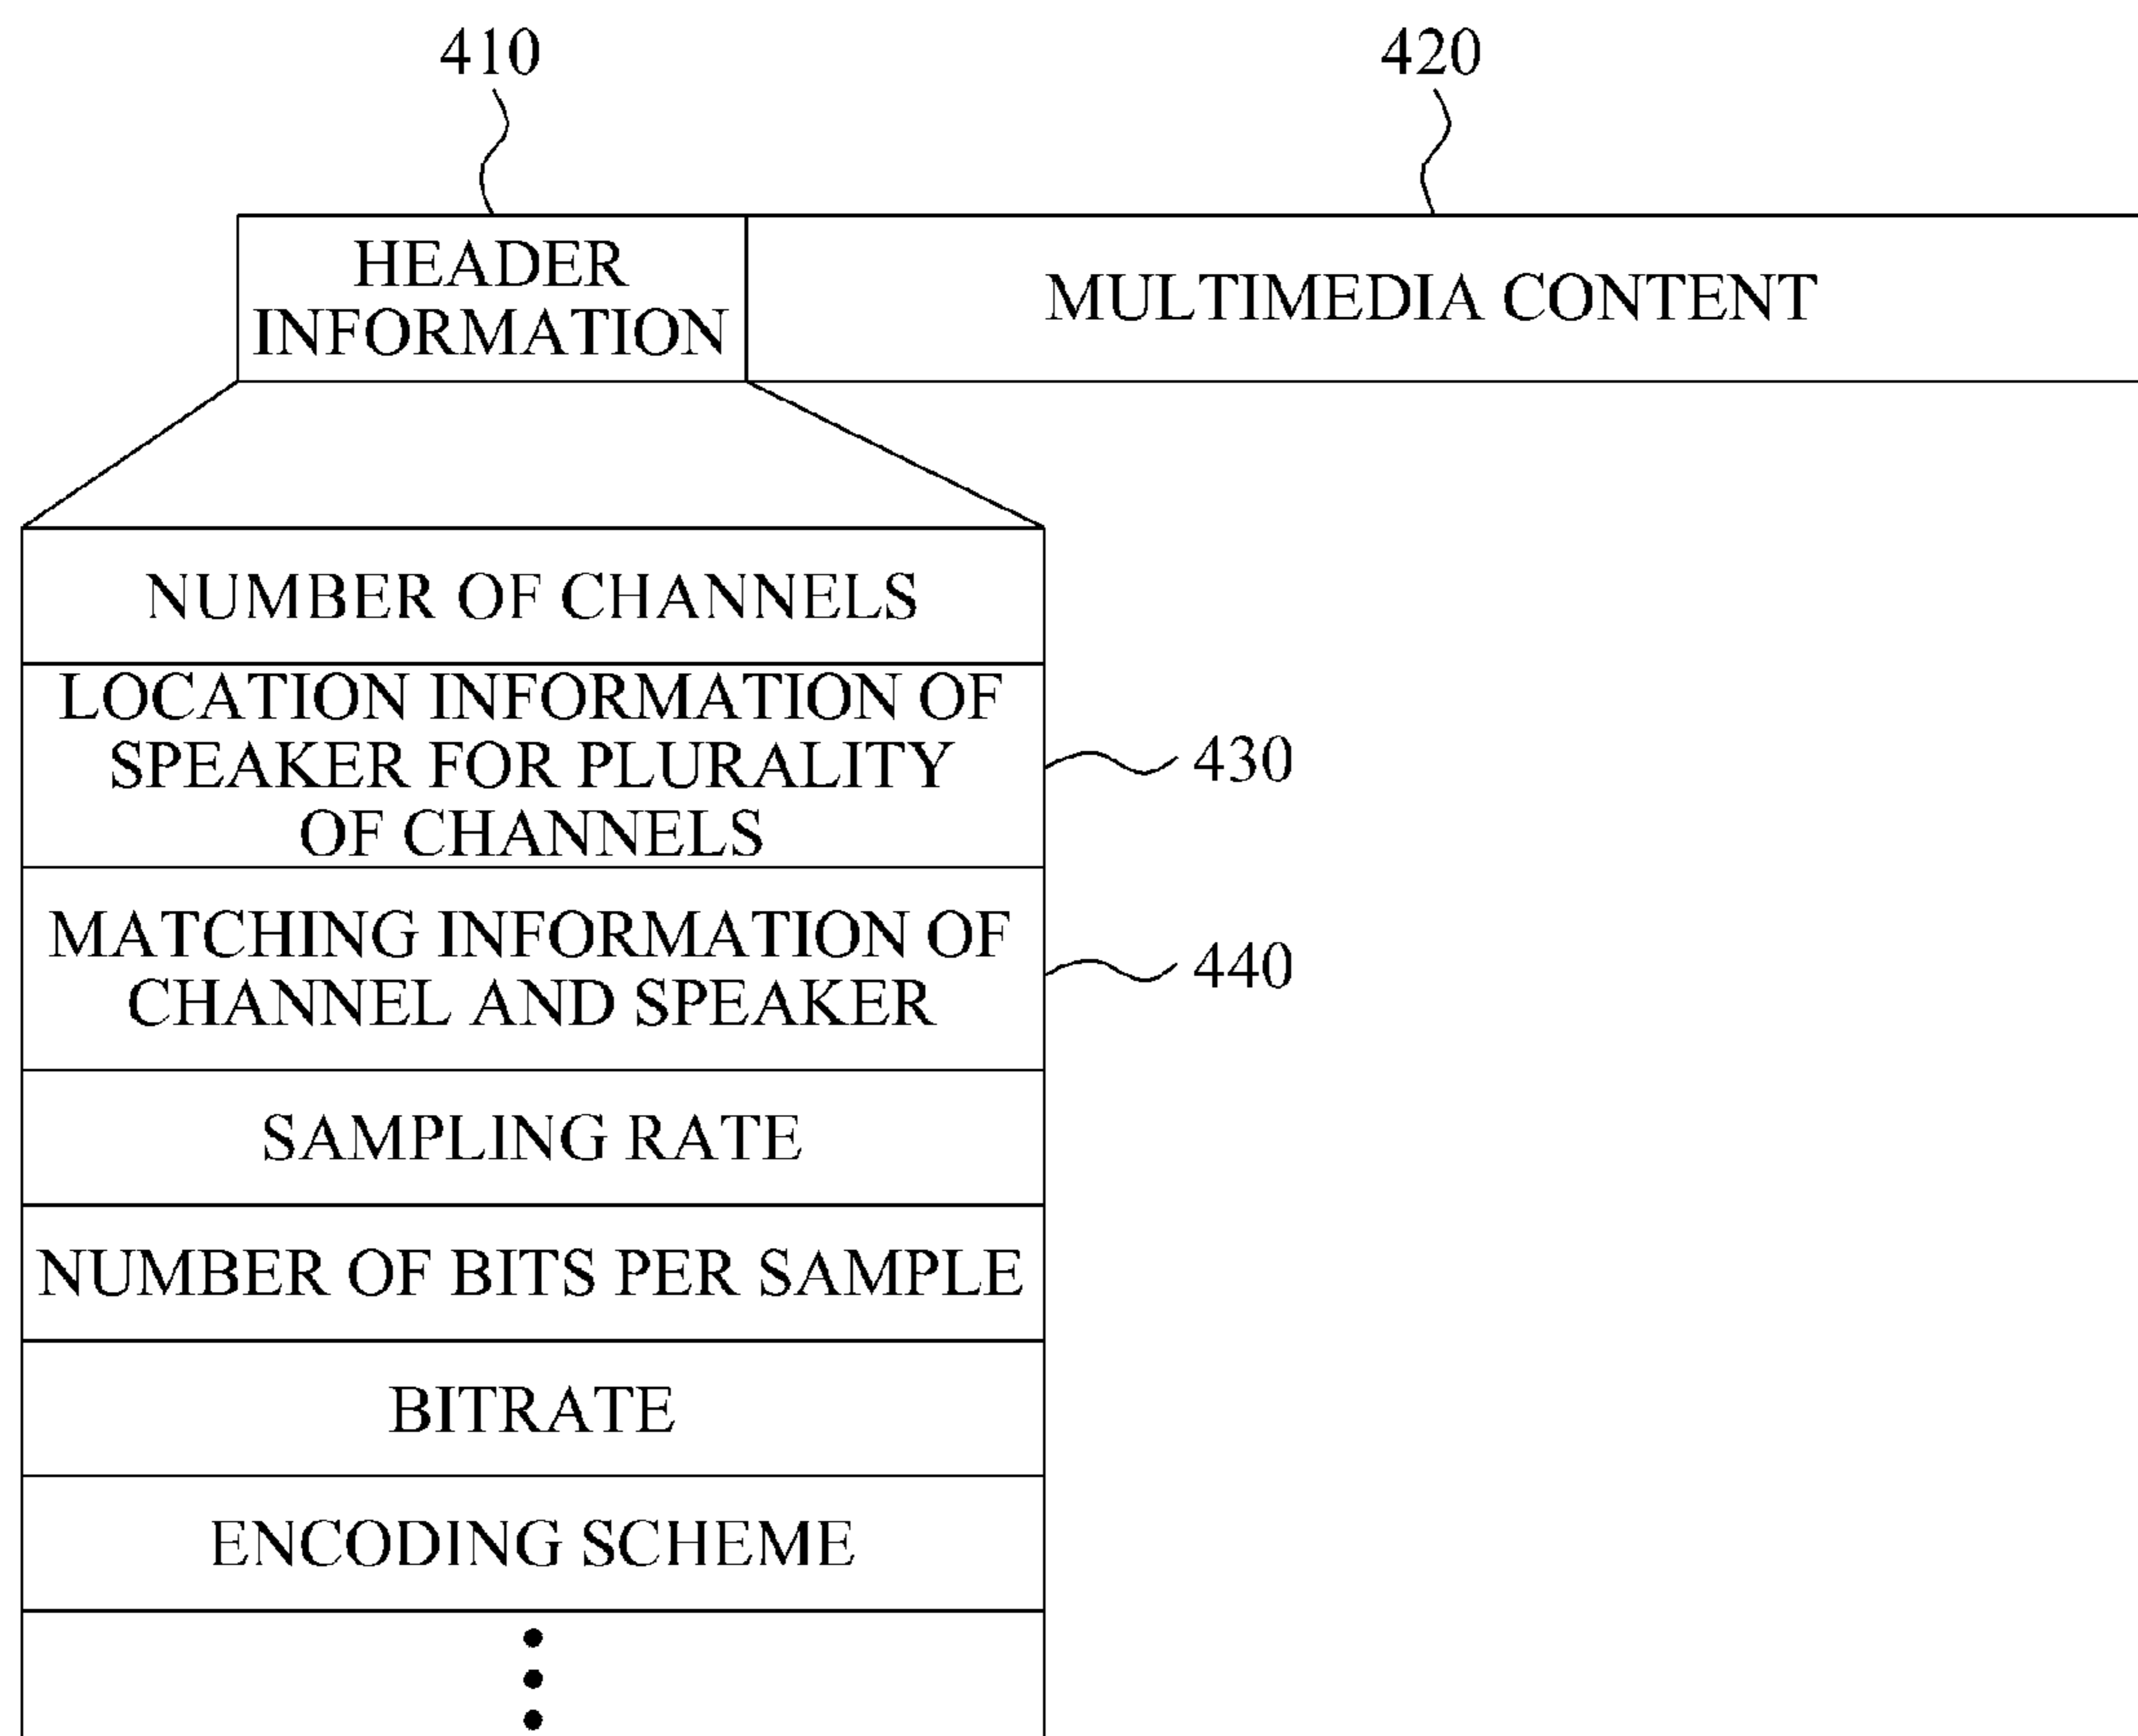 410
420
HEADER
INFORMATION
MULTIMEDIA CONTENT
NUMBER OF CHANNELS
LOCATION INFORMATION OF
SPEAKER FOR PLURALITY
OF CHANNELS
430
MATCHING INFORMATION OF
CHANNEL AND SPEAKER
440
SAMPLING RATE
NUMBER OF BITS PER SAMPLE
BITRATE
ENCODING SCHEME